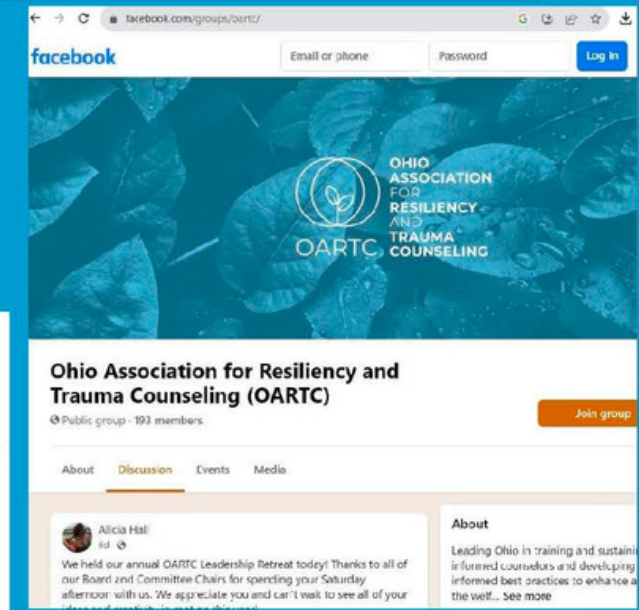 facebook.com/groups/oartc/
facebook
Email or phone
Password
Log In
OHIO
ASSOCIATION
FOR
RESILIENCY
AND
TRAUMA
COUNSELING
OARTC
Ohio Association for Resiliency and
Trauma Counseling (OARTC)
Public group · 193 members
Join group
About
Discussion
Events
Media
Alicia Hall
6d
We held our annual OARTC Leadership Retreat today! Thanks to all of
our Board and Committee Chairs for spending your Saturday
afternoon with us. We appreciate you and can't wait to see all of your
About
Leading Ohio in training and
informed counselors and developing
informed best practices to enhance
the welf... See more